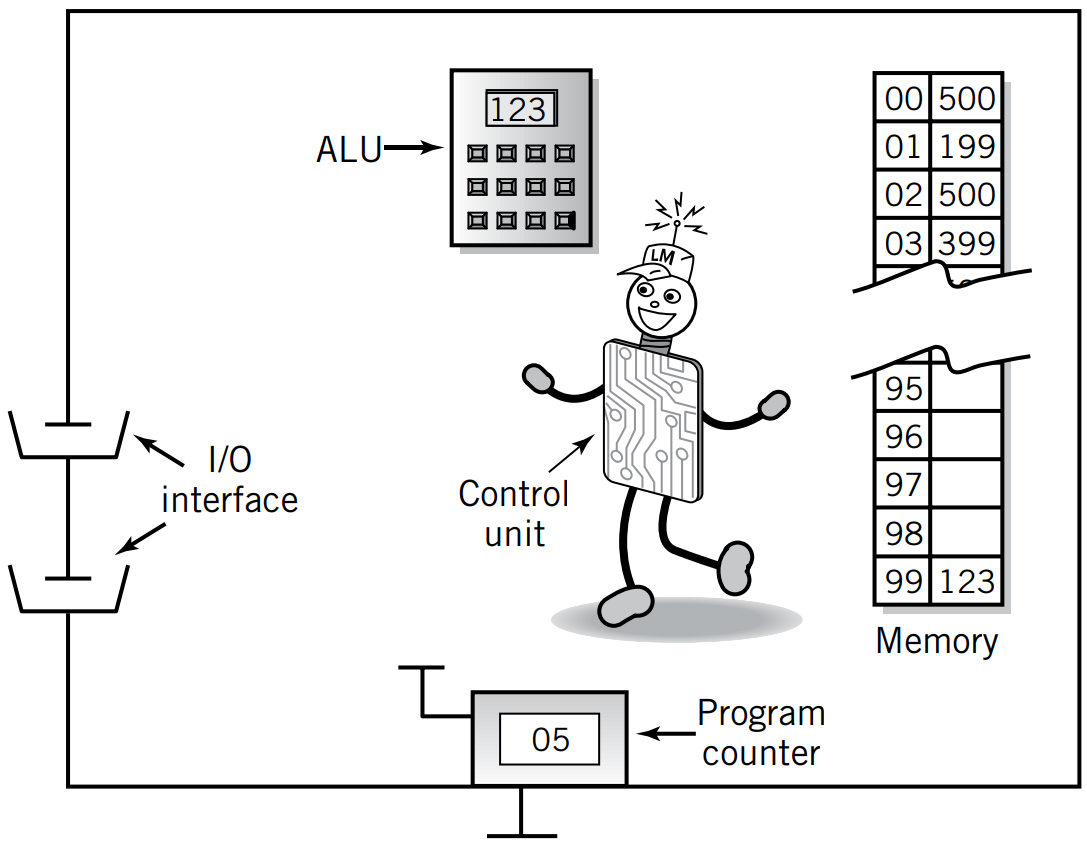 123
ALU
00 500
01 199
02 500
03 399
LM
95
96
97
98
99 123
Memory
I/O
interface
Control
unit
05
Program
counter